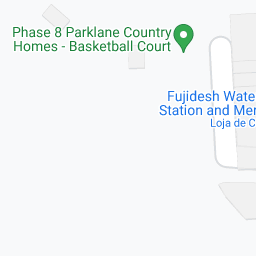 Phase 8 Parklane Country
Homes - Basketball Court
Fujidesh Wate
Station and Mer
Loja de C